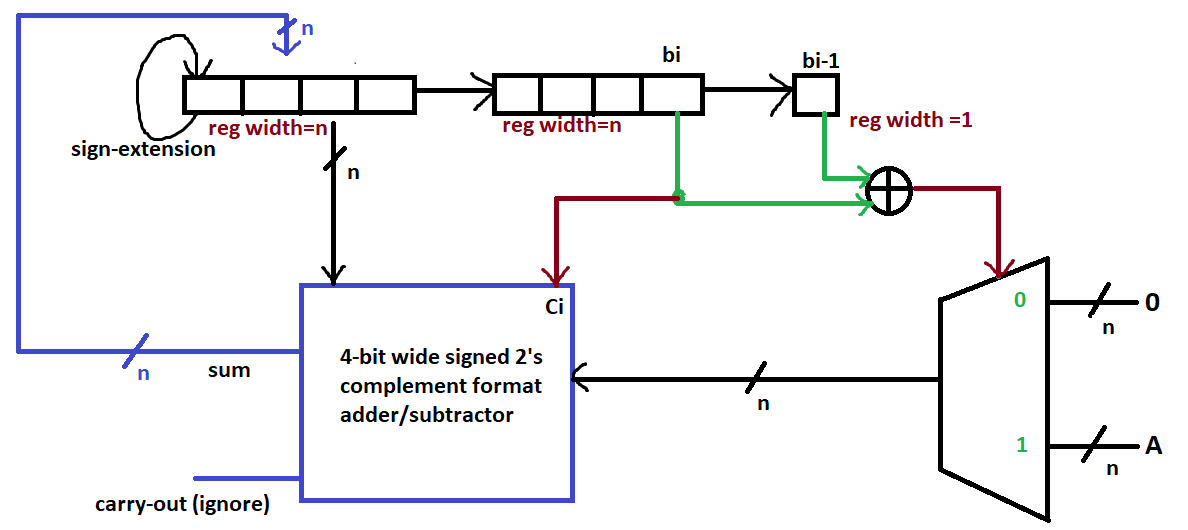 n
bi
bi-1
reg width=n
reg width=n
reg width =1
sign-extension
n
Ci
0
0
n
4-bit wide signed 2's
complement format
adder/subtractor
sum
n
n
1
A
n
carry-out (ignore)